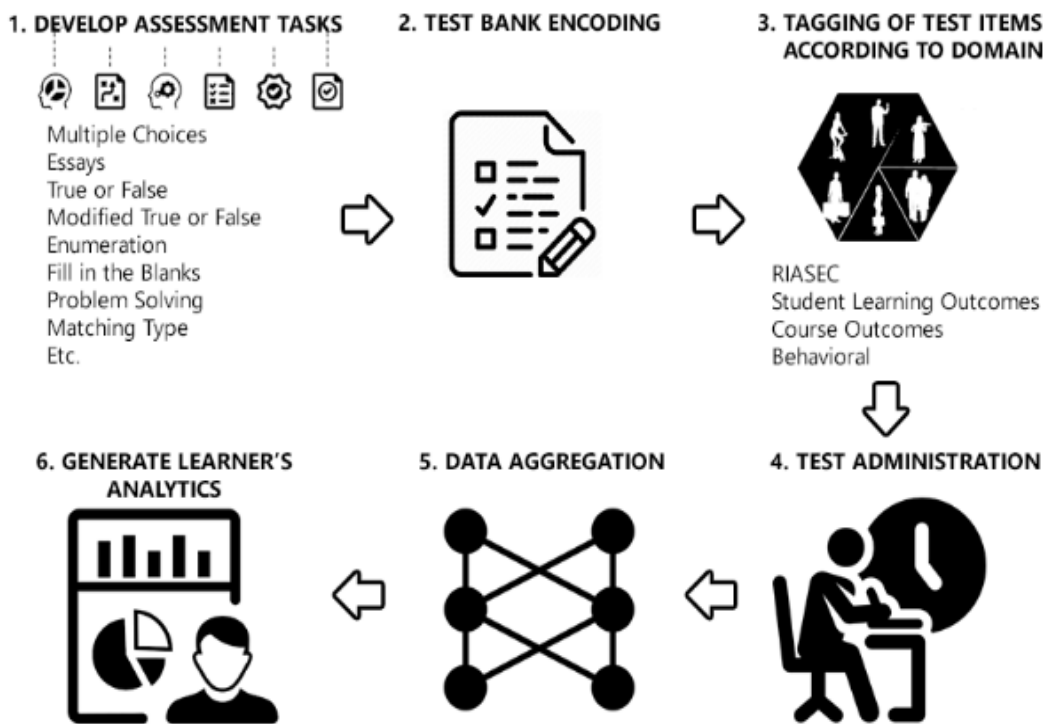 1. DEVELOP ASSESSMENT TASKS
Multiple Choices
Essays
True or False
Modified True or False
Enumeration
Fill in the Blanks
Problem Solving
Matching Type
Etc.
2. TEST BANK ENCODING
3. TAGGING OF TEST ITEMS
ACCORDING TO DOMAIN
RIASEC
Student Learning Outcomes
Course Outcomes
Behavioral
4. TEST ADMINISTRATION
5. DATA AGGREGATION
6. GENERATE LEARNER'S
ANALYTICS